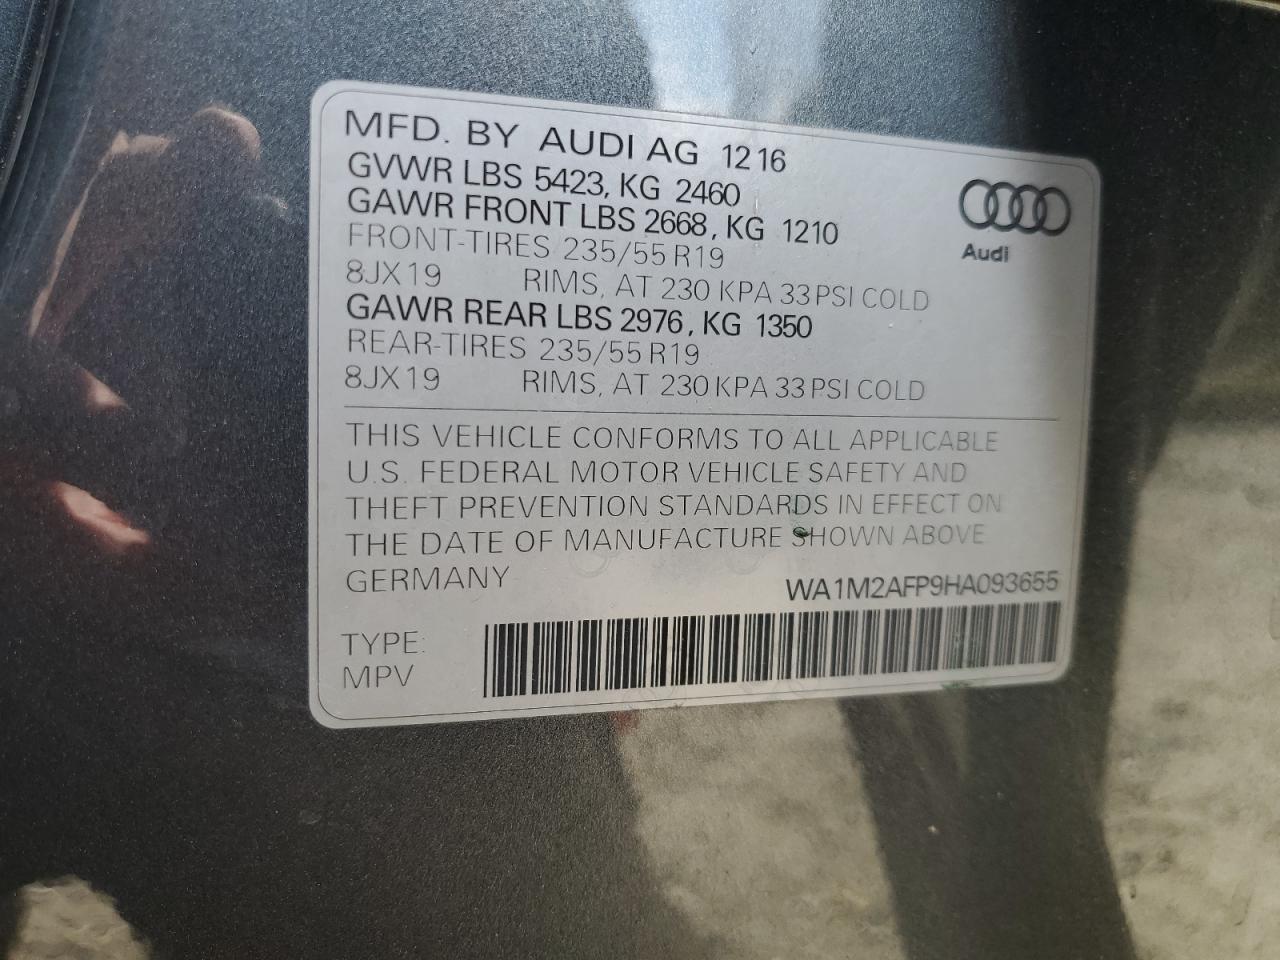 MFD. BY AUDI AG 12 16
GVWR LBS 5423, KG 2460
GAWR FRONT LBS 2668, KG 1210
FRONT-TIRES 235/55 R19
8JX19 RIMS, AT 230 KPA 33 PSI COLD
GAWR REAR LBS 2976, KG 1350
REAR-TIRES 235/55 R19
8JX19 RIMS, AT 230 KPA 33 PSI COLD
Audi
THIS VEHICLE CONFORMS TO ALL APPLICABLE
U.S. FEDERAL MOTOR VEHICLE SAFETY AND
THEFT PREVENTION STANDARDS IN EFFECT ON
THE DATE OF MANUFACTURE SHOWN ABOVE
GERMANY WA1M2AFP9HA093655
TYPE:
MPV